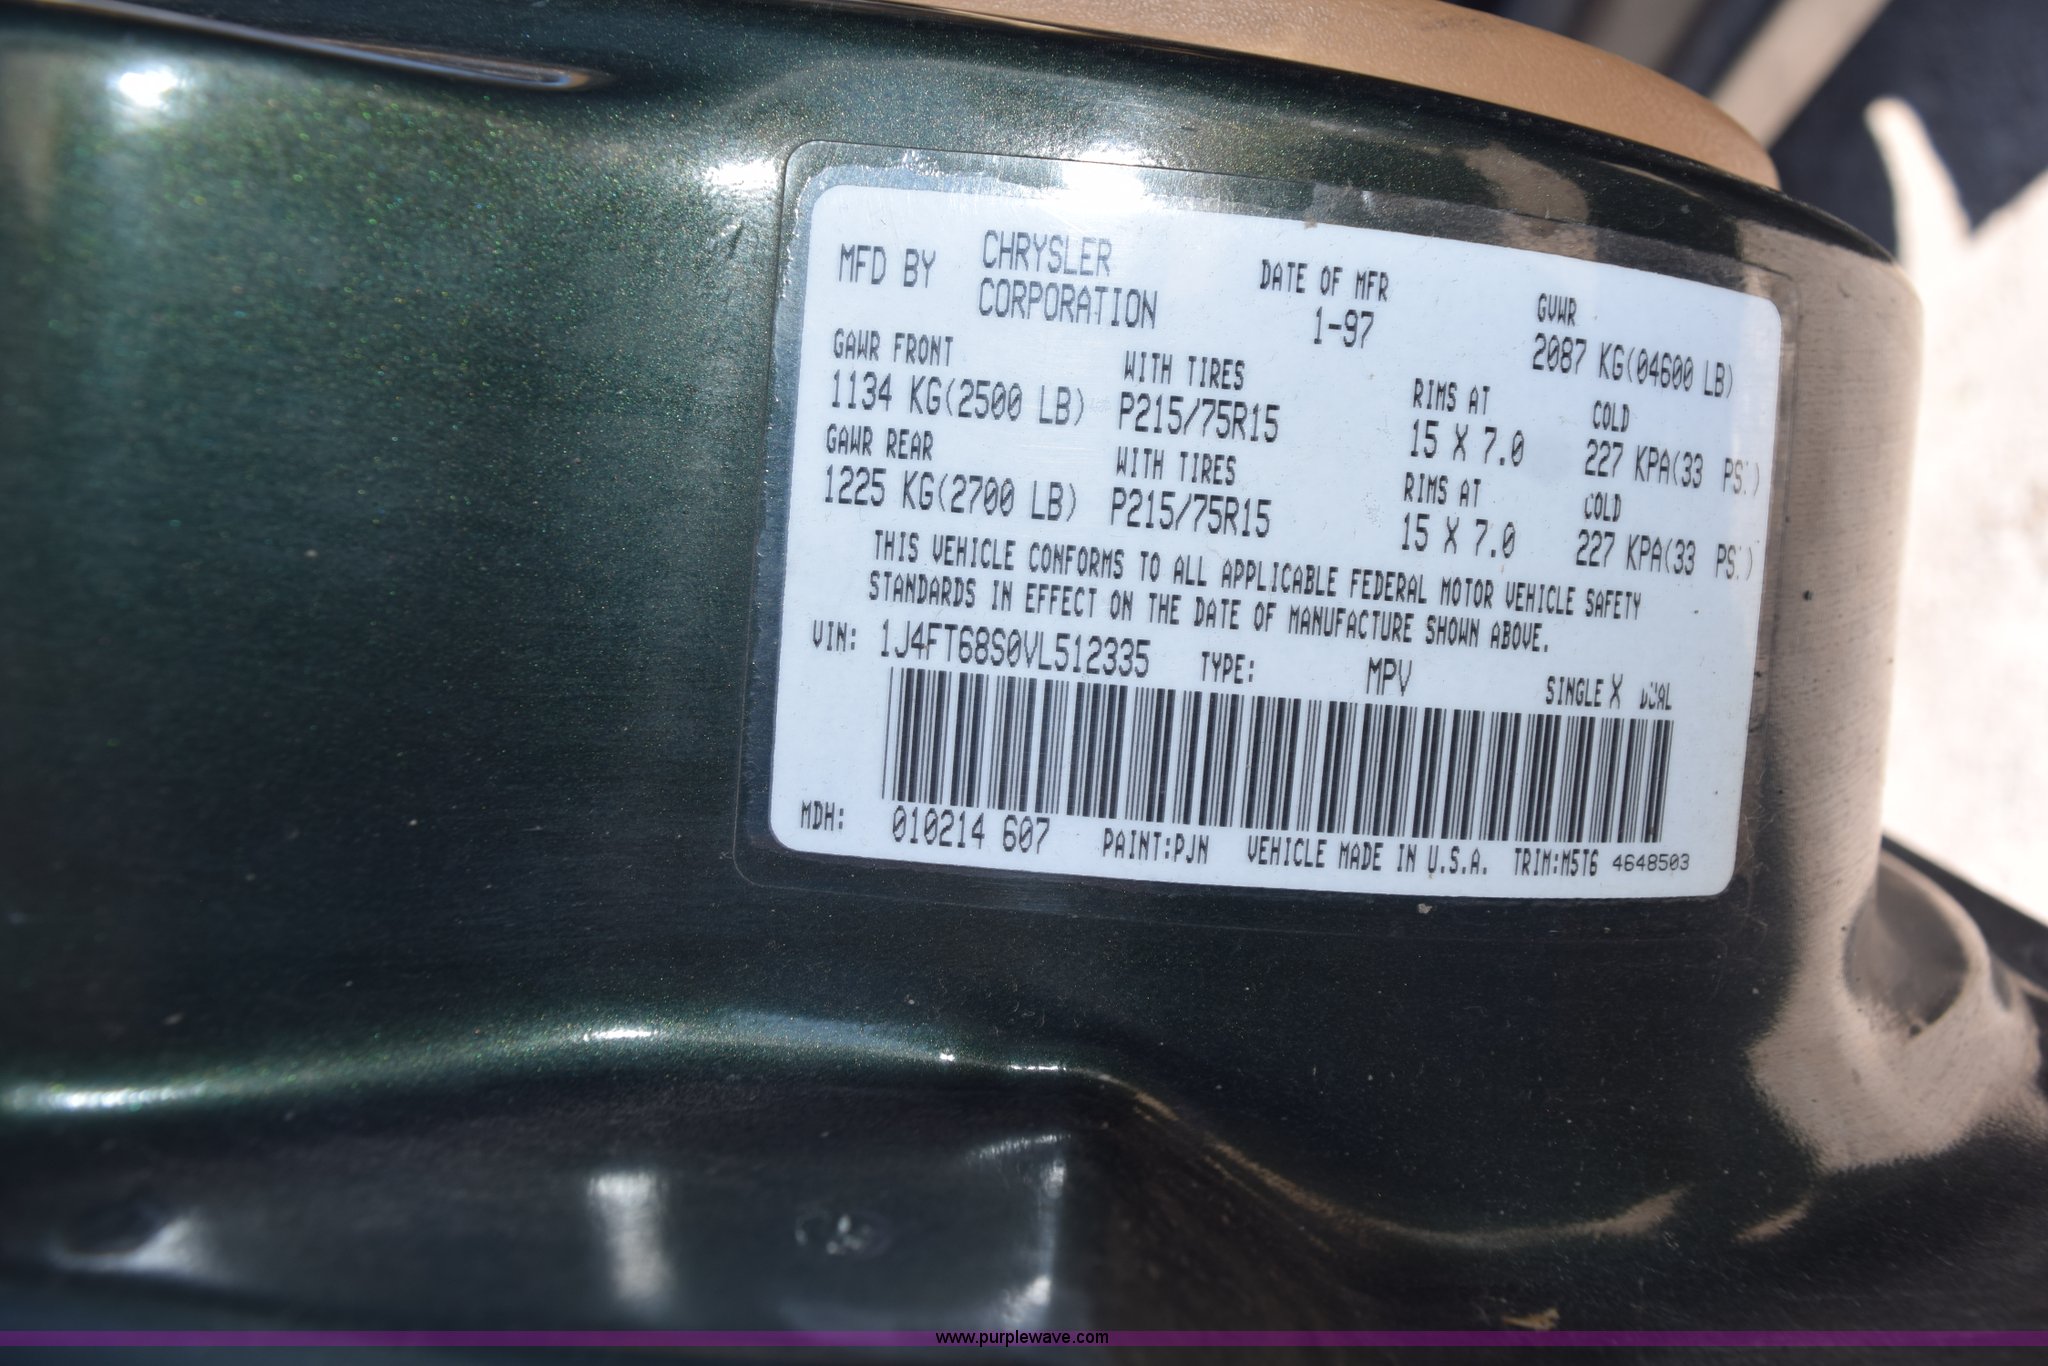 MFD BY CHRYSLER CORPORATION DATE OF MFR 1-97 GVWR 2087 KG(04600 LB)
GAWR FRONT WITH TIRES RIMS AT COLD
1134 KG(2500 LB) P215/75R15 15 X 7.0 227 KPA(33 PSI)
GAWR REAR WITH TIRES RIMS AT COLD
1225 KG(2700 LB) P215/75R15 15 X 7.0 227 KPA(33 PSI)
THIS VEHICLE CONFORMS TO ALL APPLICABLE FEDERAL MOTOR VEHICLE SAFETY
STANDARDS IN EFFECT ON THE DATE OF MANUFACTURE SHOWN ABOVE.
VIN: 1J4FT68S0VL512335 TYPE: MPV SINGLE X DUAL
MDH: 010214 607 PAINT:PJN VEHICLE MADE IN U.S.A. TRIM:M5T6 4648503
www.purplewave.com